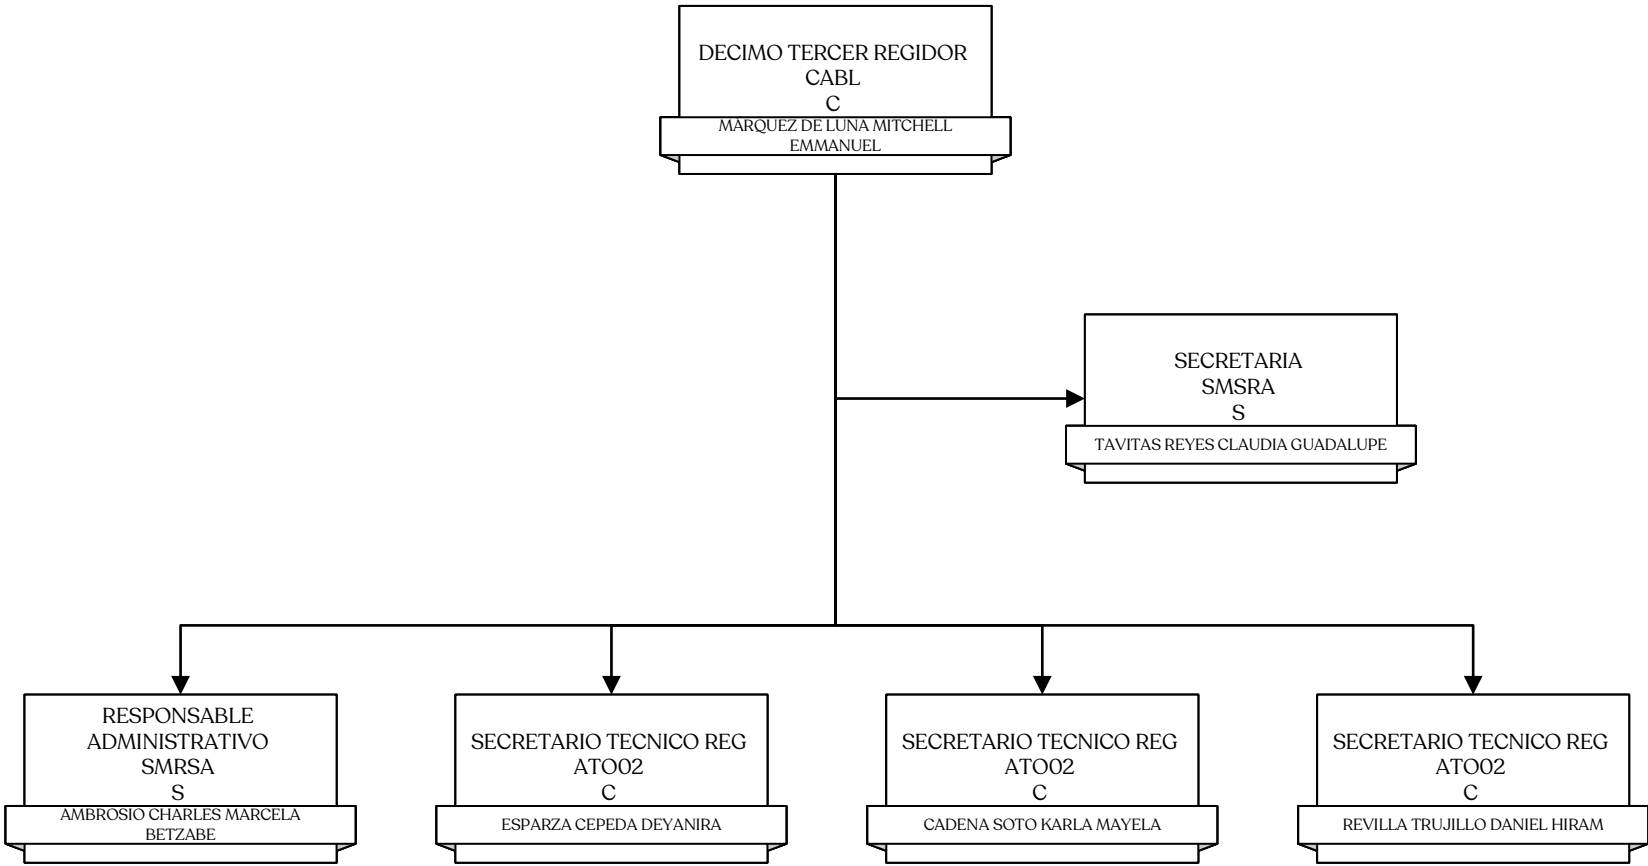 DECIMO TERCER REGIDOR
CABL
C
MARQUEZ DE LUNA MITCHELL
EMMANUEL
SECRETARIA
SMSRA
S
TAVITAS REYES CLAUDIA GUADALUPE
RESPONSABLE
ADMINISTRATIVO
SMRSA
S
AMBROSIO CHARLES MARCELA
BETZABE
SECRETARIO TECNICO REG
ATO02
C
ESPARZA CEPEDA DEYANIRA
SECRETARIO TECNICO REG
ATO02
C
CADENA SOTO KARLA MAYELA
SECRETARIO TECNICO REG
ATO02
C
REVILLA TRUJILLO DANIEL HIRAM